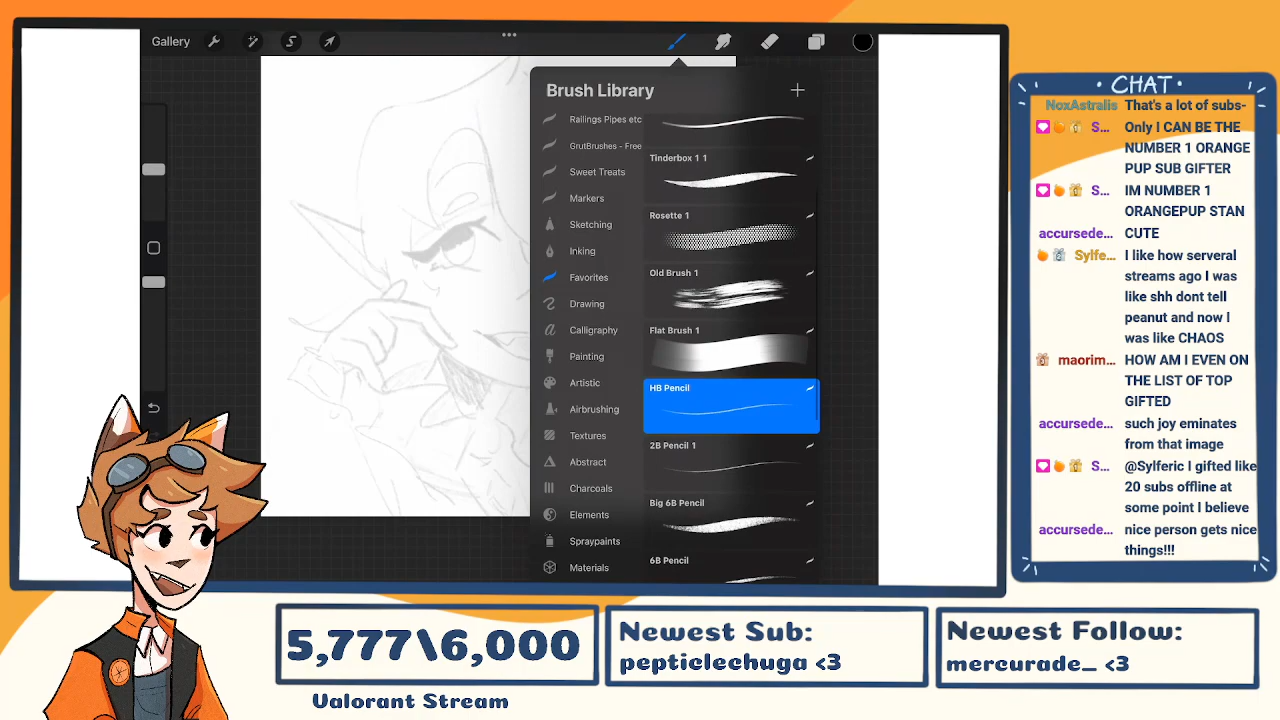 Gallery
Brush Library
Railings Pipes etc
GrutBrushes - Free
Sweet Treats
Markers
Sketching
Inking
Favorites
Drawing
Calligraphy
Painting
Artistic
Airbrushing
Textures
Abstract
Charcoals
Elements
Spraypaints
Materials
Tinderbox 1 1
Rosette 1
Old Brush 1
Flat Brush 1
HB Pencil
2B Pencil 1
Big 6B Pencil
6B Pencil
• CHAT •
NoxAstralis That's a lot of subs-
S... Only I CAN BE THE
NUMBER 1 ORANGE
PUP SUB GIFTER
S... IM NUMBER 1
ORANGEPUP STAN
accursede... CUTE
Sylfe... I like how serveral
streams ago I was
like shh dont tell
peanut and now I
was like CHAOS
maorim... HOW AM I EVEN ON
THE LIST OF TOP
GIFTED
accursede... such joy eminates
from that image
S... @Sylferic I gifted like
20 subs offline at
some point I believe
accursede... nice person gets nice
things!!!
5,777\6,000
Valorant Stream
Newest Sub:
pepticlechuga <3
Newest Follow:
mercurade_ <3